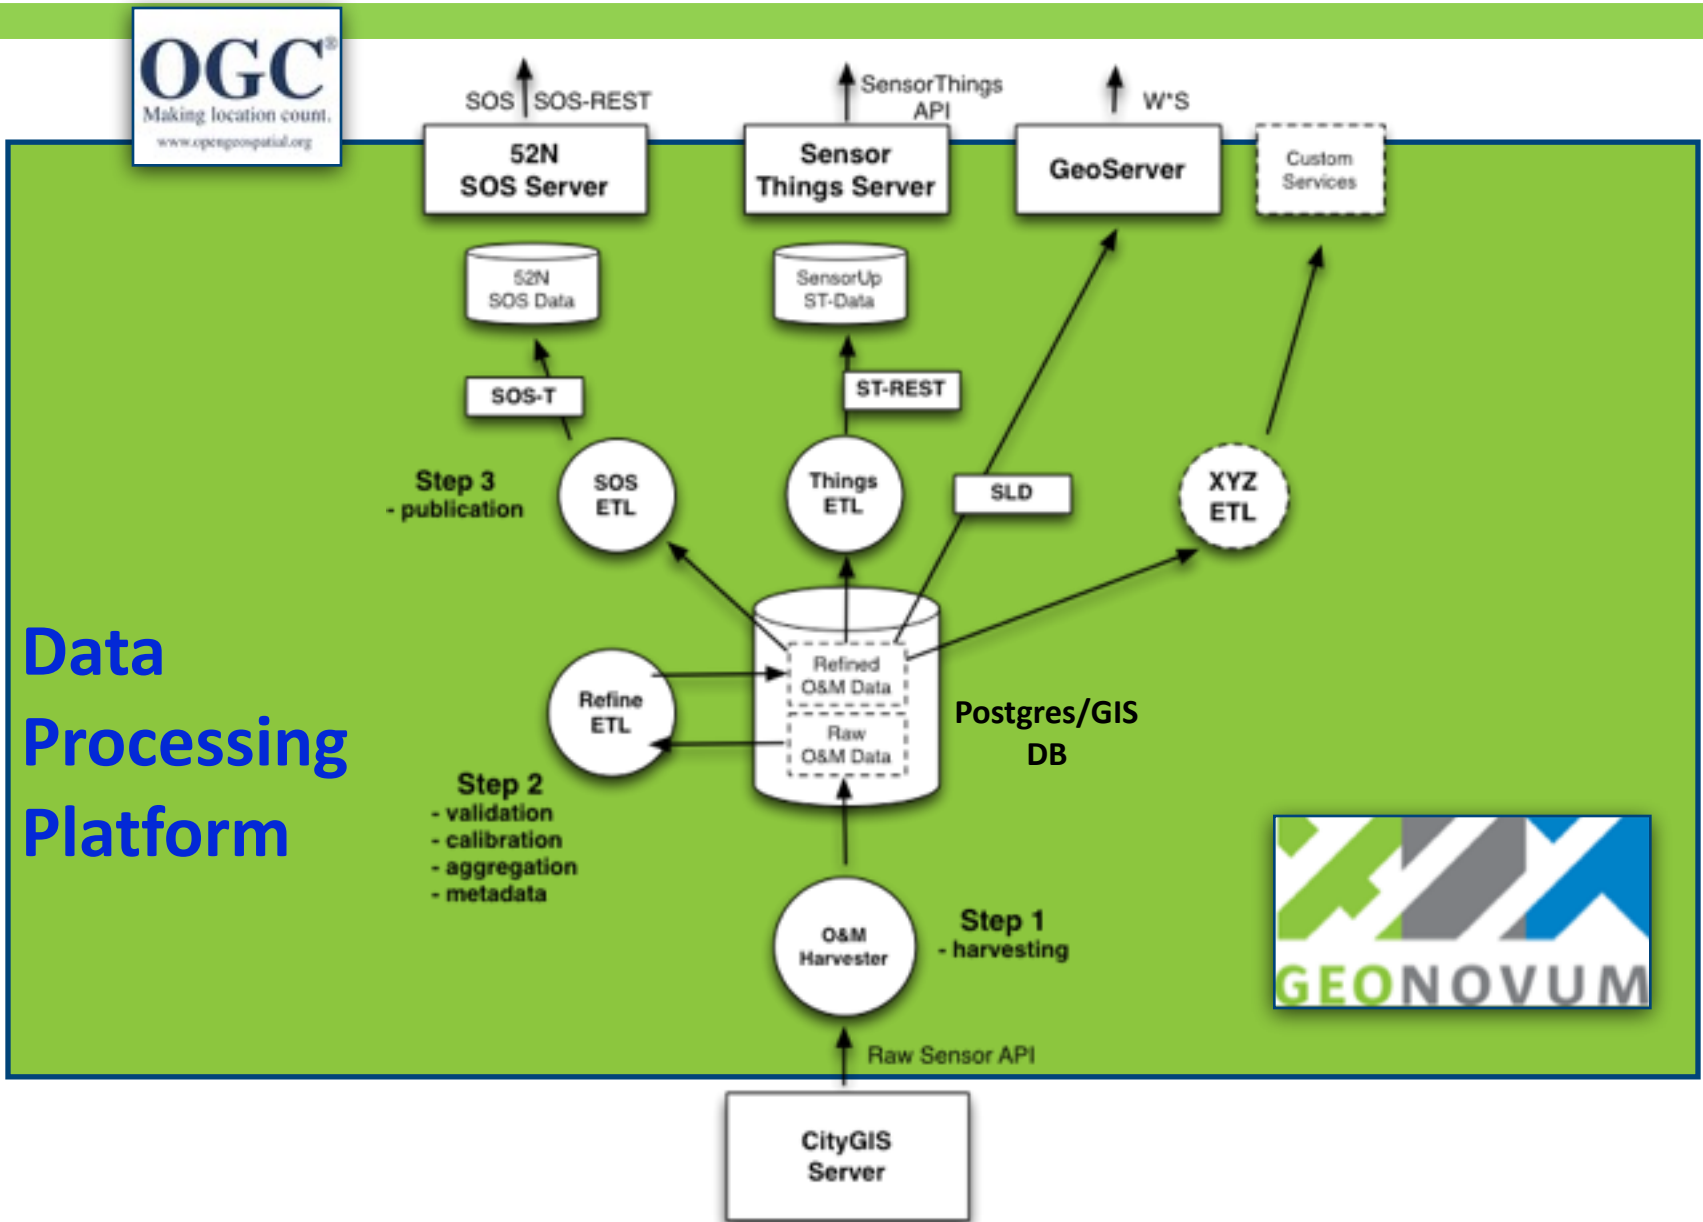 OGC®
Making location count.
www.opengeospatial.org
SOS SOS-REST
SensorThings
API
W*S
52N
SOS Server
Sensor
Things Server
GeoServer
Custom
Services
52N
SOS Data
SensorUp
ST-Data
SOS-T
ST-REST
Step 3
- publication
SOS
ETL
Things
ETL
SLD
XYZ
ETL
Data
Processing
Platform
Refine
ETL
Refined
O&M Data
Raw
O&M Data
Postgres/GIS
DB
Step 2
- validation
- calibration
- aggregation
- metadata
O&M
Harvester
Step 1
- harvesting
GEONOVUM
Raw Sensor API
CityGIS
Server